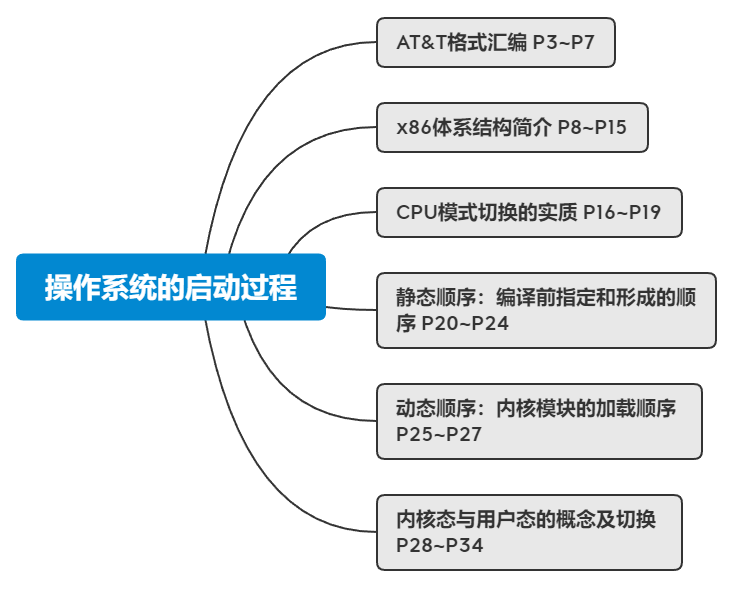 AT&T格式汇编 P3~P7
x86体系结构简介 P8~P15
CPU模式切换的实质 P16~P19
操作系统的启动过程
静态顺序：编译前指定和形成的顺
序 P20~P24
动态顺序：内核模块的加载顺序
P25~P27
内核态与用户态的概念及切换
P28~P34